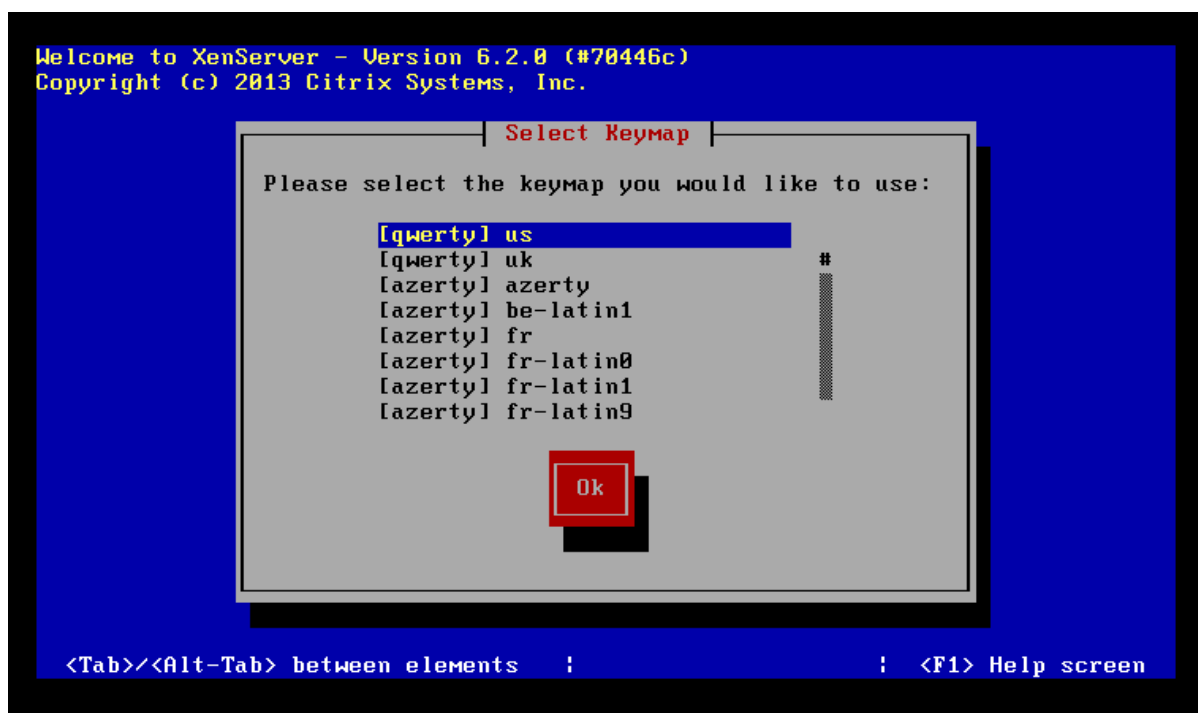 Welcome to XenServer - Version 6.2.0 (#70446c)
Copyright (c) 2013 Citrix Systems, Inc.
Select Keymap
Please select the keymap you would like to use:
[qwerty] us
[qwerty] uk #
[azerty] azerty
[azerty] be-latin1
[azerty] fr
[azerty] fr-latin0
[azerty] fr-latin1
[azerty] fr-latin9
Ok
<Tab>/<Alt-Tab> between elements ¦ ¦ <F1> Help screen